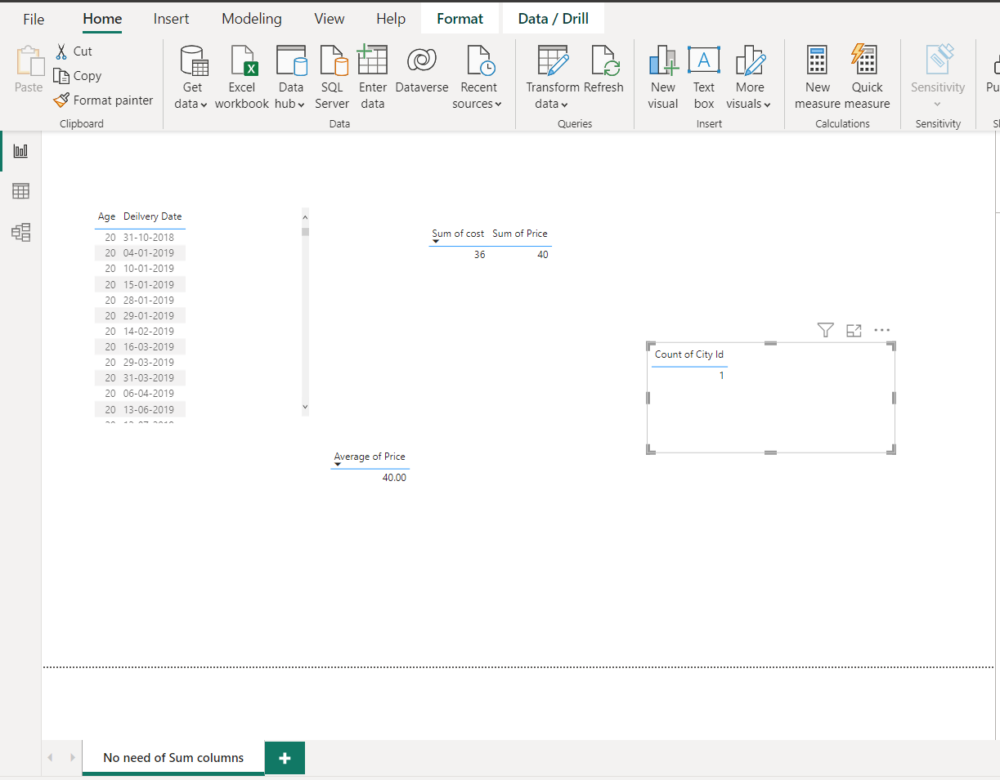 File Home Insert Modeling View Help Format Data / Drill
Paste
Cut
Copy
Format painter
Clipboard
Get data
Excel workbook
Data hub
SQL Server
Enter data
Dataverse
Recent sources
Data
Transform data
Refresh
Queries
New visual
Text box
More visuals
Insert
New measure
Quick measure
Calculations
Sensitivity
Sensitivity
Age Deilvery Date
20 31-10-2018
20 04-01-2019
20 10-01-2019
20 15-01-2019
20 28-01-2019
20 29-01-2019
20 14-02-2019
20 16-03-2019
20 29-03-2019
20 31-03-2019
20 06-04-2019
20 13-06-2019
Sum of cost Sum of Price
36 40
Count of City Id
1
Average of Price
40.00
No need of Sum columns